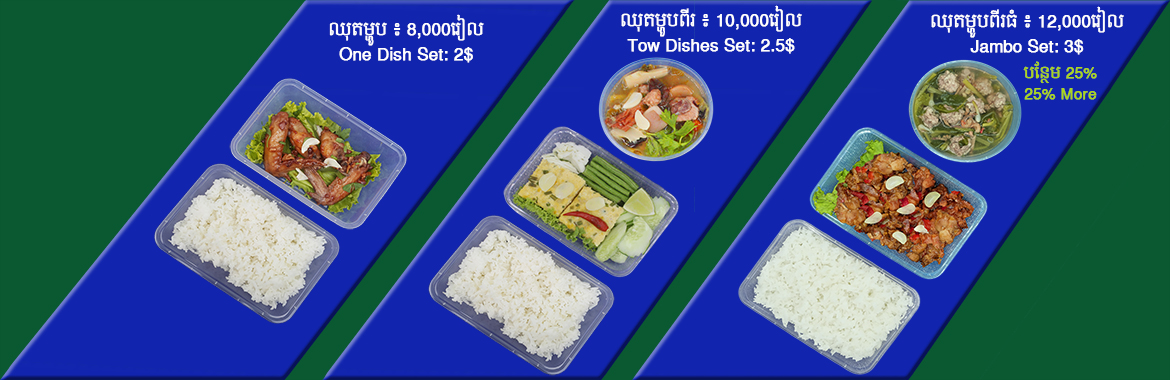 ឈុតម្ហូប ៖ 8,000រៀល
One Dish Set: 2$
ឈុតម្ហូបពីរ ៖ 10,000រៀល
Tow Dishes Set: 2.5$
ឈុតម្ហូបពីរធំ ៖ 12,000រៀល
Jambo Set: 3$
បន្ថែម 25%
25% More